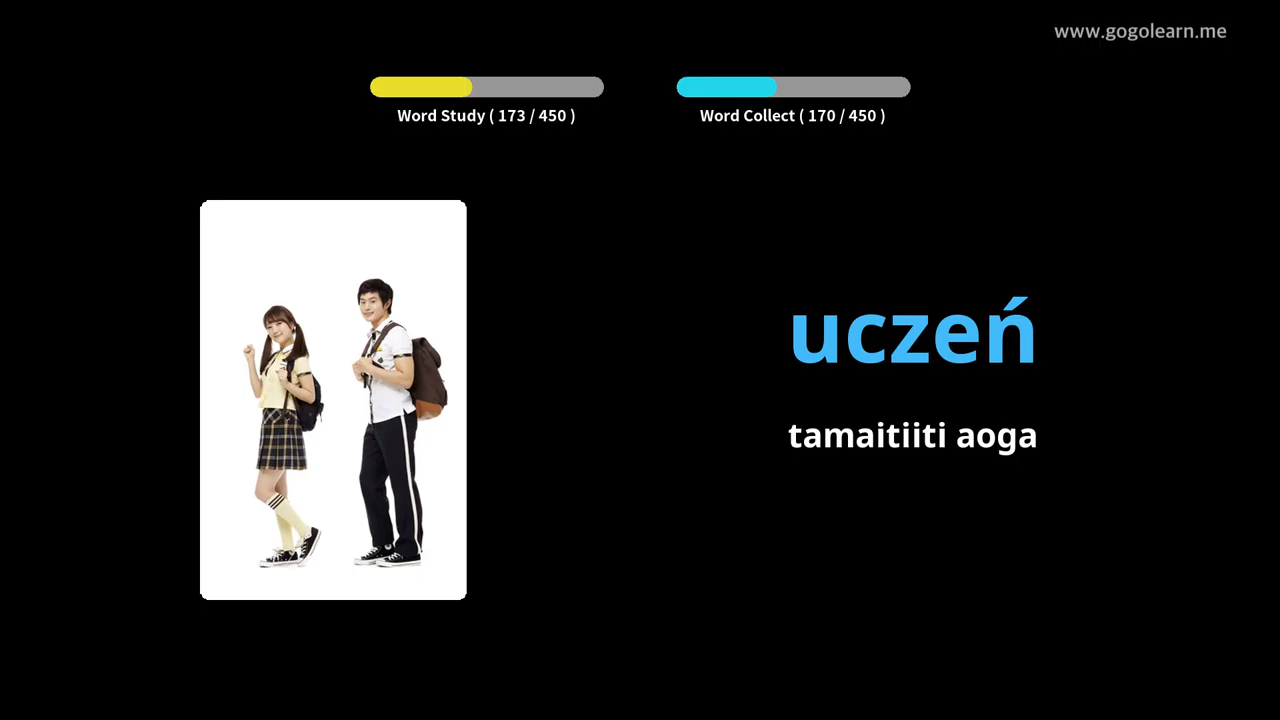 www.gogolearn.me
Word Study ( 173 / 450 )
Word Collect ( 170 / 450 )
uczeń
tamaitiiti aoga